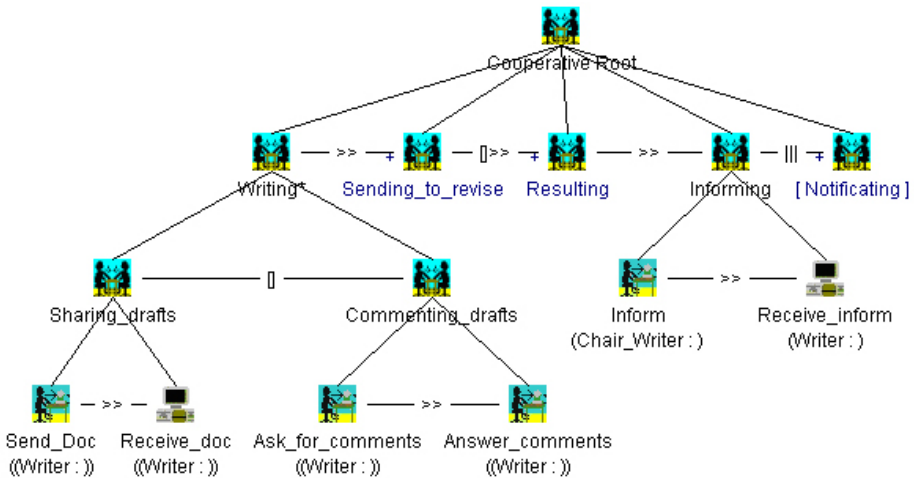 Cooperative Root
>> + []>> + >> ||| +
Writing* Sending_to_revise Resulting Informing [ Notificating ]
[] >>
Sharing_drafts Commenting_drafts Inform Receive_inform
(Chair_Writer : ) (Writer : )
>> >>
Send_Doc Receive_doc Ask_for_comments Answer_comments
((Writer : )) ((Writer : )) ((Writer : )) ((Writer : ))